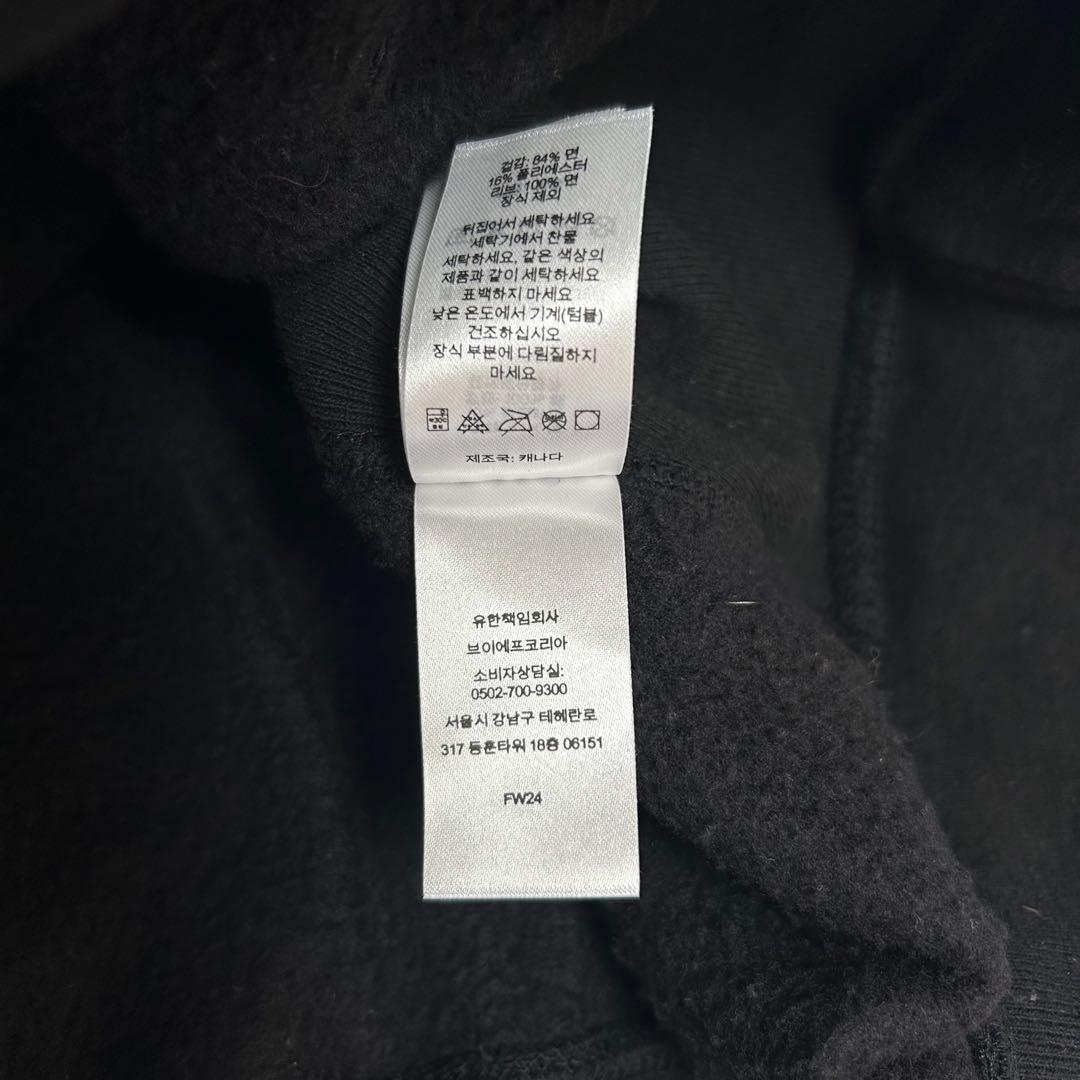 겉감: 84% 면
16% 폴리에스터
리브: 100% 면
장식 제외
뒤집어서 세탁하세요
세탁기에서 찬물
세탁하세요, 같은 색상의
제품과 같이 세탁하세요
표백하지 마세요
낮은 온도에서 기계(텀블)
건조하십시오
장식 부분에 다림질하지
마세요
제조국: 캐나다
유한책임회사
브이에프코리아
소비자상담실:
0502-700-9300
서울시 강남구 테헤란로
317 동훈타워 18층 06151
FW24